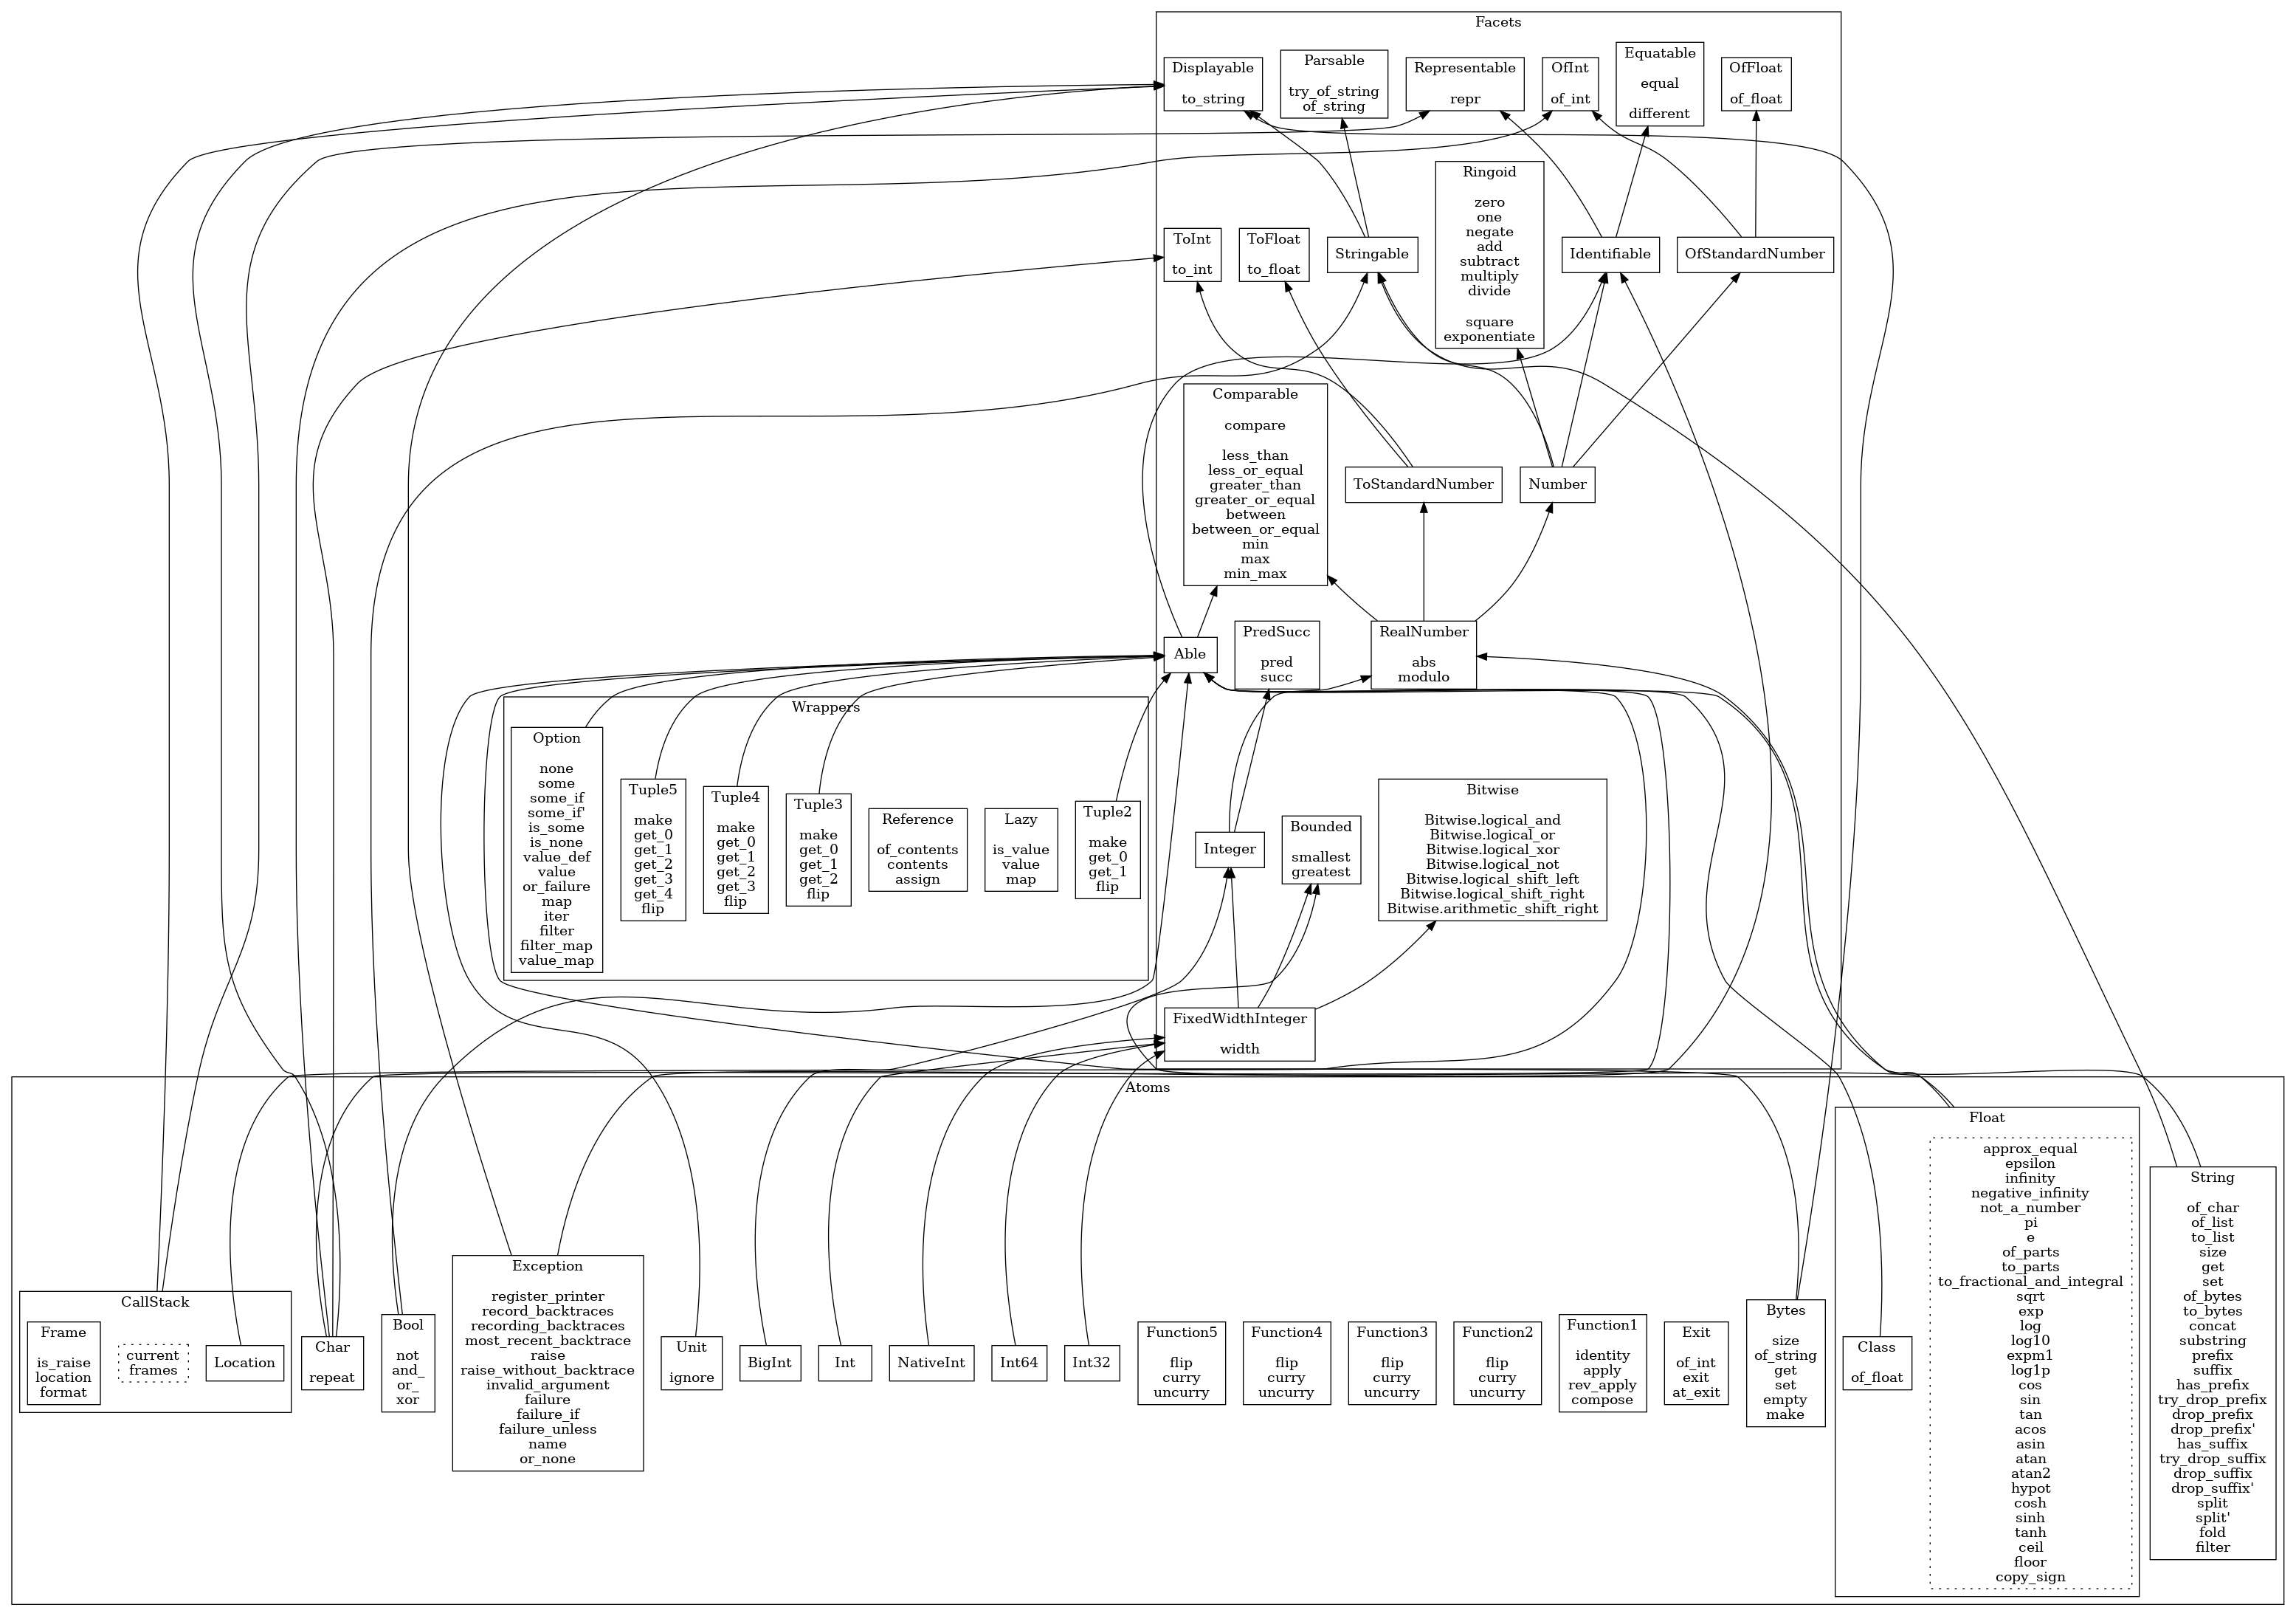 Facets
Displayable
to_string
Parsable
try_of_string
of_string
Representable
repr
OfInt
of_int
Equatable
equal
different
OfFloat
of_float
Ringoid
zero
one
negate
add
subtract
multiply
divide
square
exponentiate
ToInt
to_int
ToFloat
to_float
Stringable
Identifiable
OfStandardNumber
Comparable
compare
less_than
less_or_equal
greater_than
greater_or_equal
between
between_or_equal
min
max
min_max
ToStandardNumber
Number
Able
PredSucc
pred
succ
RealNumber
abs
modulo
Wrappers
Option
none
some
some_if
some_if'
is_some
is_none
value_def
value
or_failure
map
iter
filter
filter_map
value_map
Tuple5
make
get_0
get_1
get_2
get_3
get_4
flip
Tuple4
make
get_0
get_1
get_2
get_3
flip
Tuple3
make
get_0
get_1
get_2
flip
Reference
of_contents
contents
assign
Lazy
is_value
value
map
Tuple2
make
get_0
get_1
flip
Integer
Bounded
smallest
greatest
Bitwise
Bitwise.logical_and
Bitwise.logical_or
Bitwise.logical_xor
Bitwise.logical_not
Bitwise.logical_shift_left
Bitwise.logical_shift_right
Bitwise.arithmetic_shift_right
FixedWidthInteger
width
Atoms
CallStack
Frame
is_raise
location
format
current
frames
Location
Char
repeat
Bool
not
and_
or_
xor
Exception
register_printer
record_backtraces
recording_backtraces
most_recent_backtrace
raise
raise_without_backtrace
invalid_argument
failure
failure_if
failure_unless
name
or_none
Unit
ignore
BigInt
Int
NativeInt
Int64
Int32
Function5
flip
curry
uncurry
Function4
flip
curry
uncurry
Function3
flip
curry
uncurry
Function2
flip
curry
uncurry
Function1
identity
apply
rev_apply
compose
Exit
of_int
exit
at_exit
Bytes
size
of_string
get
set
empty
make
Float
Class
of_float
approx_equal
epsilon
infinity
negative_infinity
not_a_number
pi
e
of_parts
to_parts
to_fractional_and_integral
sqrt
exp
log
log10
expm1
log1p
cos
sin
tan
acos
asin
atan
atan2
hypot
cosh
sinh
tanh
ceil
floor
copy_sign
String
of_char
of_list
to_list
size
get
set
of_bytes
to_bytes
concat
substring
prefix
suffix
has_prefix
try_drop_prefix
drop_prefix
drop_prefix'
has_suffix
try_drop_suffix
drop_suffix
drop_suffix'
split
split'
fold
filter